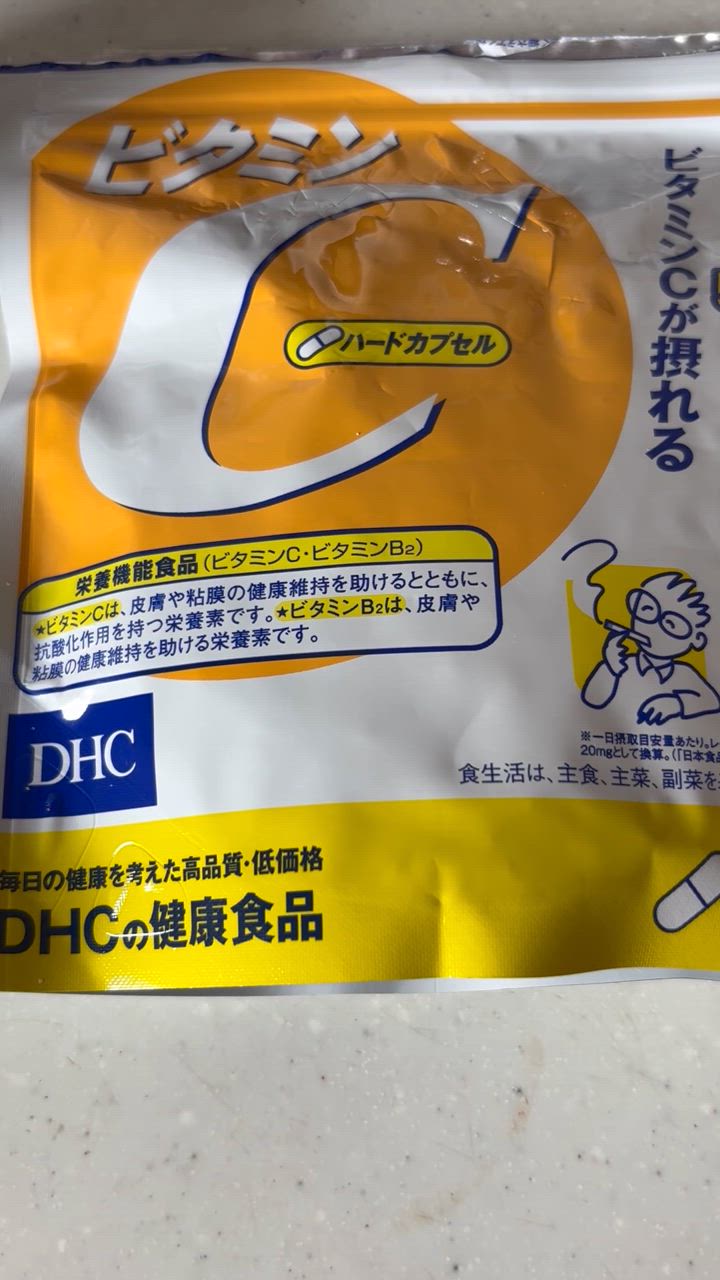 ビタミン
C
ハードカプセル
ビタミンCが摂れる
栄養機能食品(ビタミンC・ビタミンB₂)
★ビタミンCは、皮膚や粘膜の健康維持を助けるとともに、
抗酸化作用を持つ栄養素です。★ビタミンB₂は、皮膚や
粘膜の健康維持を助ける栄養素です。
DHC
※一日摂取目安量あたり。レ
20mgとして換算。(「日本食品
食生活は、主食、主菜、副菜を
毎日の健康を考えた高品質・低価格
DHCの健康食品